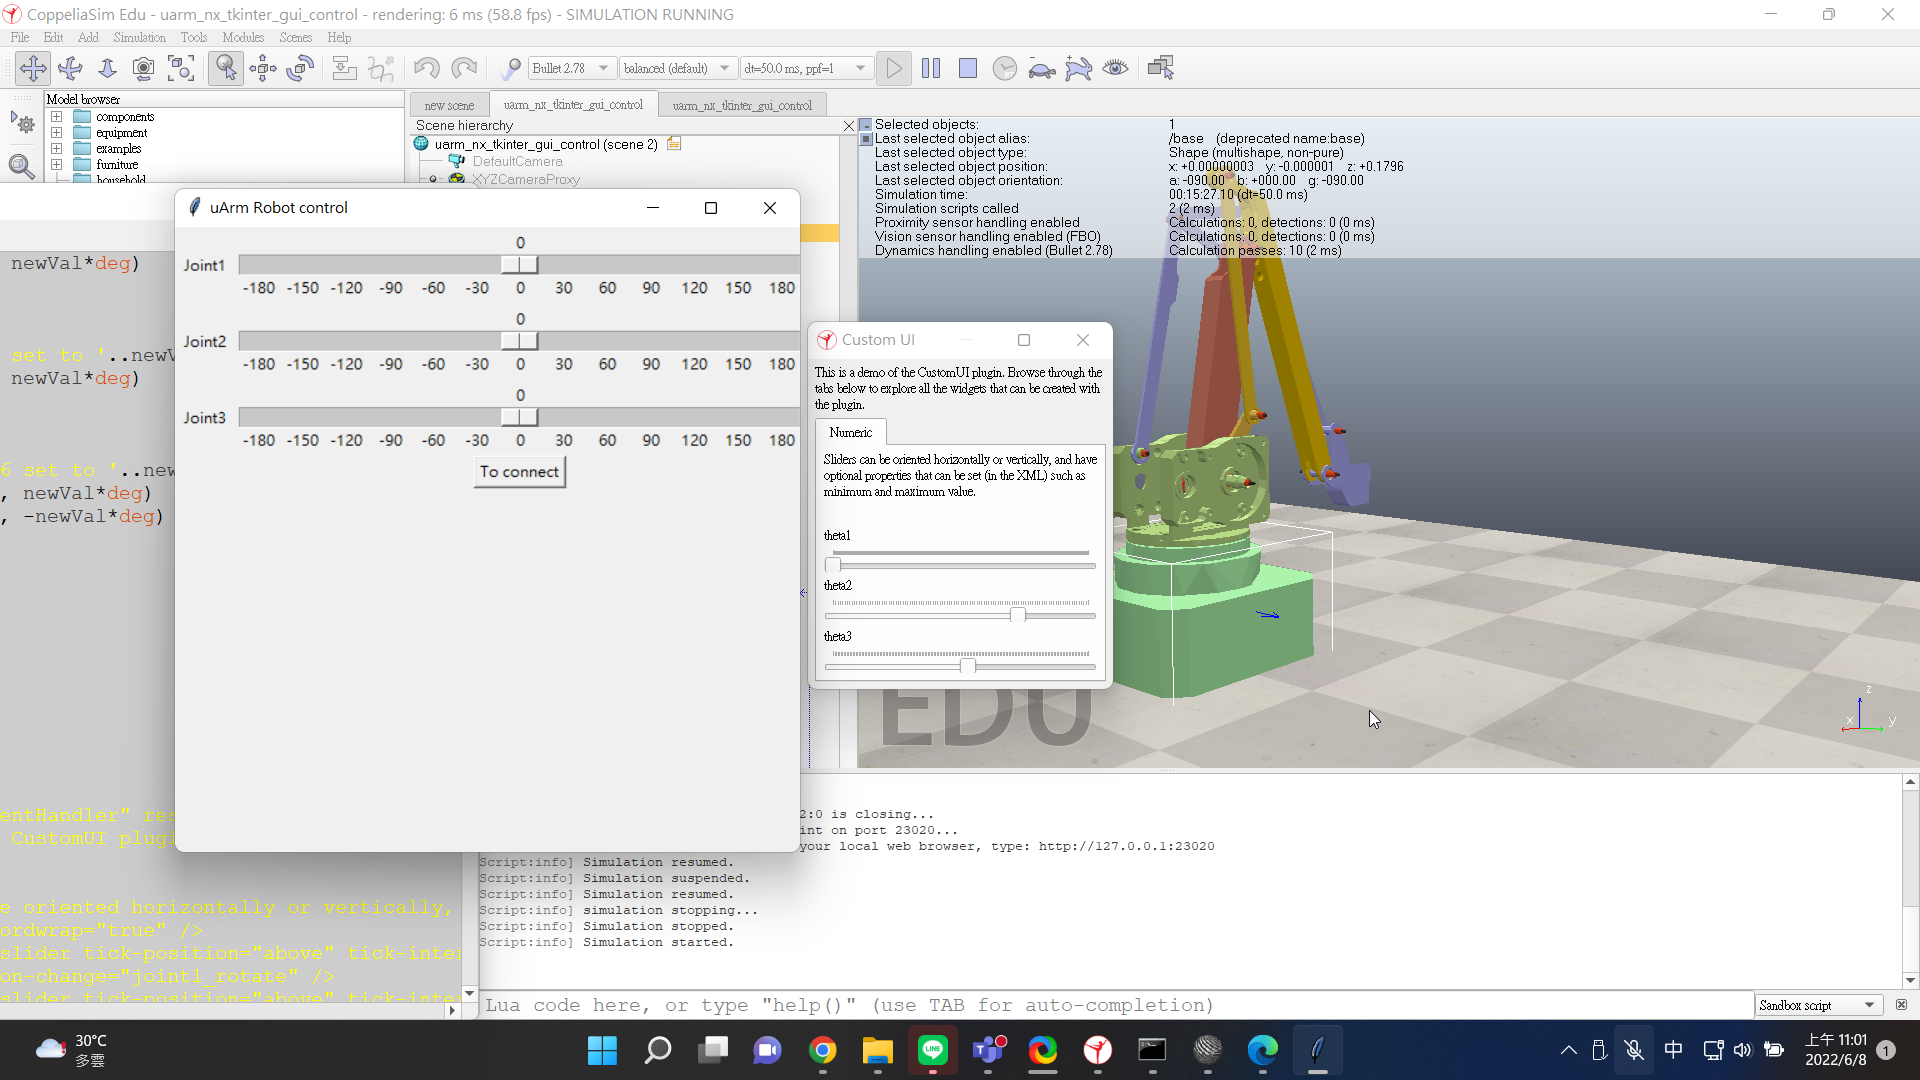 CoppeliaSim Edu - uarm_nx_tkinter_gui_control - rendering: 6 ms (58.8 fps) - SIMULATION RUNNING
File Edit Add Simulation Tools Modules Scenes Help
Bullet 2.78 balanced (default) dt=50.0 ms, ppf=1
Model browser
components
equipment
examples
furniture
household
new scene uarm_nx_tkinter_gui_control uarm_nx_tkinter_gui_control
Scene hierarchy
uarm_nx_tkinter_gui_control (scene 2)
DefaultCamera
XYZCameraProxy
Selected objects: 1
Last selected object alias: /base (deprecated name:base)
Last selected object type: Shape (multishape, non-pure)
Last selected object position: x: +0.00000003 y: -0.000001 z: +0.1796
Last selected object orientation: a: -090.00 b: +000.00 g: -090.00
Simulation time: 00:15:27.10 (dt=50.0 ms)
Simulation scripts called 2 (2 ms)
Proximity sensor handling enabled Calculations: 0, detections: 0 (0 ms)
Vision sensor handling enabled (FBO) Calculations: 0, detections: 0 (0 ms)
Dynamics handling enabled (Bullet 2.78) Calculation passes: 10 (2 ms)
uArm Robot control
0
Joint1
-180 -150 -120 -90 -60 -30 0 30 60 90 120 150 180
0
Joint2
-180 -150 -120 -90 -60 -30 0 30 60 90 120 150 180
0
Joint3
-180 -150 -120 -90 -60 -30 0 30 60 90 120 150 180
To connect
newVal*deg)
set to '..newV
newVal*deg)
6 set to '..new
, newVal*deg)
, -newVal*deg)
entHandler" res
CustomUI plugi
e oriented horizontally or vertically,
ordwrap="true" />
slider tick-position="above" tick-inter
on-change="joint1_rotate" />
slider tick-position="above" tick-inter
Custom UI
This is a demo of the CustomUI plugin. Browse through the
tabs below to explore all the widgets that can be created with
the plugin.
Numeric
Sliders can be oriented horizontally or vertically, and have
optional properties that can be set (in the XML) such as
minimum and maximum value.
theta1
theta2
theta3
EDU
z
x
y
2:0 is closing...
int on port 23020...
your local web browser, type: http://127.0.0.1:23020
Script:info] Simulation resumed.
Script:info] Simulation suspended.
Script:info] Simulation resumed.
Script:info] simulation stopping...
Script:info] Simulation stopped.
Script:info] Simulation started.
Lua code here, or type "help()" (use TAB for auto-completion)
Sandbox script
30°C
多雲
LINE
中
上午 11:01
2022/6/8
1